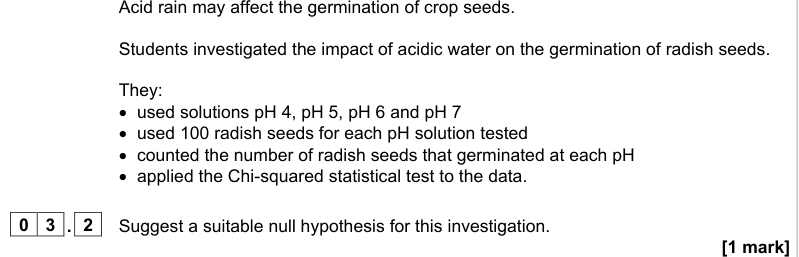 Acid rain may affect the germination of crop seeds.
Students investigated the impact of acidic water on the germination of radish seeds.
They:
• used solutions pH 4, pH 5, pH 6 and pH 7
• used 100 radish seeds for each pH solution tested
• counted the number of radish seeds that germinated at each pH
• applied the Chi-squared statistical test to the data.
0 3 . 2 Suggest a suitable null hypothesis for this investigation.
[1 mark]